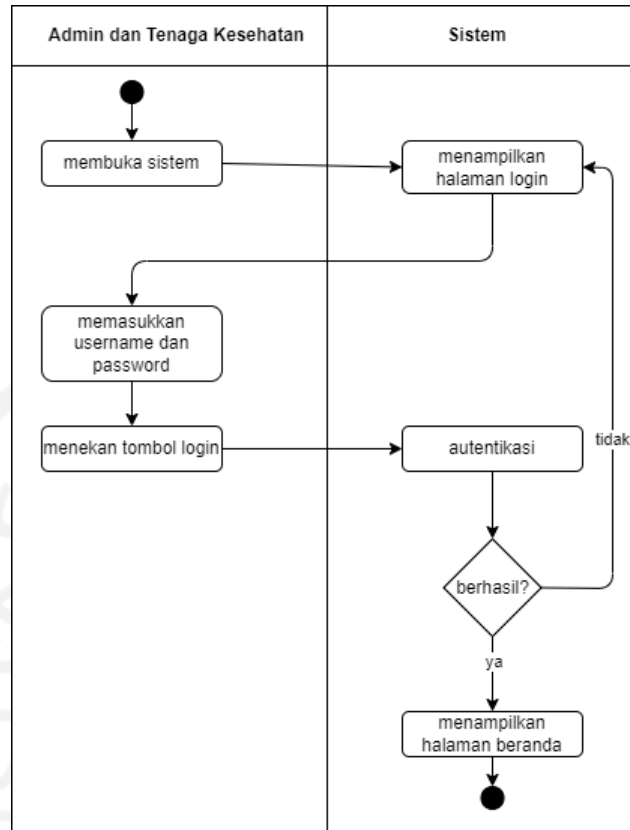 Admin dan Tenaga Kesehatan
Sistem
membuka sistem
menampilkan
halaman login
memasukkan
username dan
password
menekan tombol login
autentikasi
tidak
berhasil?
ya
menampilkan
halaman beranda